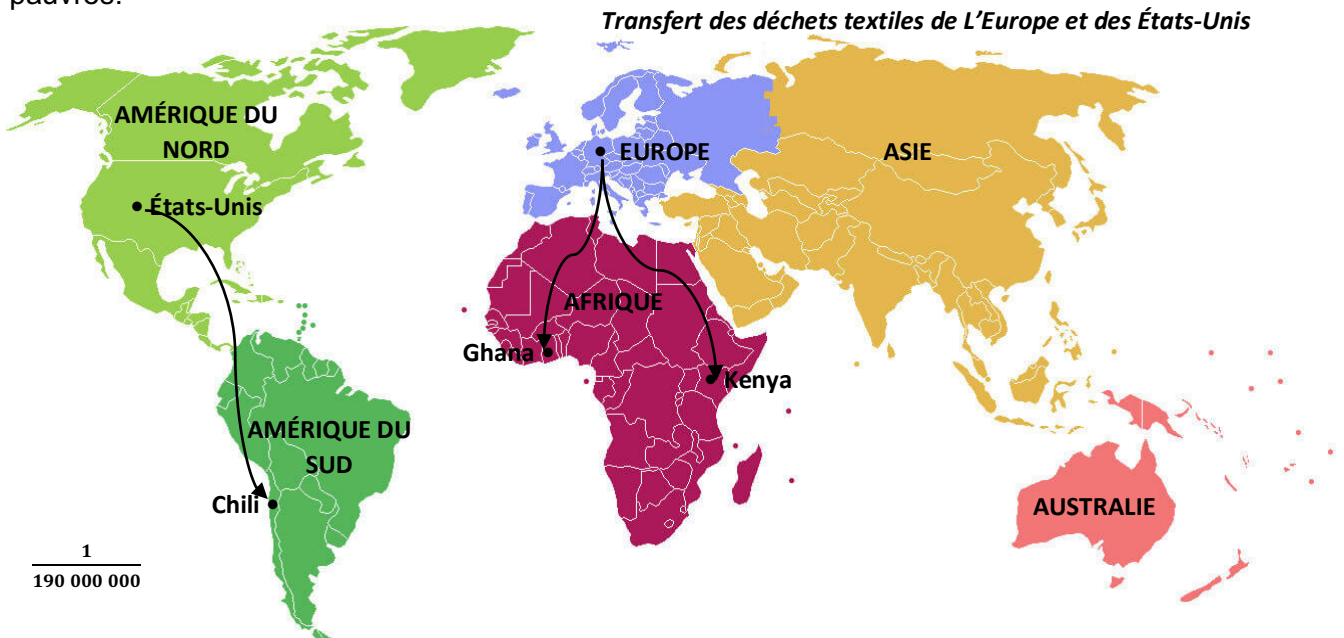 pauvres.
Transfert des déchets textiles de L’Europe et des États-Unis
AMÉRIQUE DU
NORD
EUROPE
ASIE
États-Unis
AFRIQUE
Ghana
Kenya
AMÉRIQUE DU
SUD
Chili
AUSTRALIE
1
190 000 000